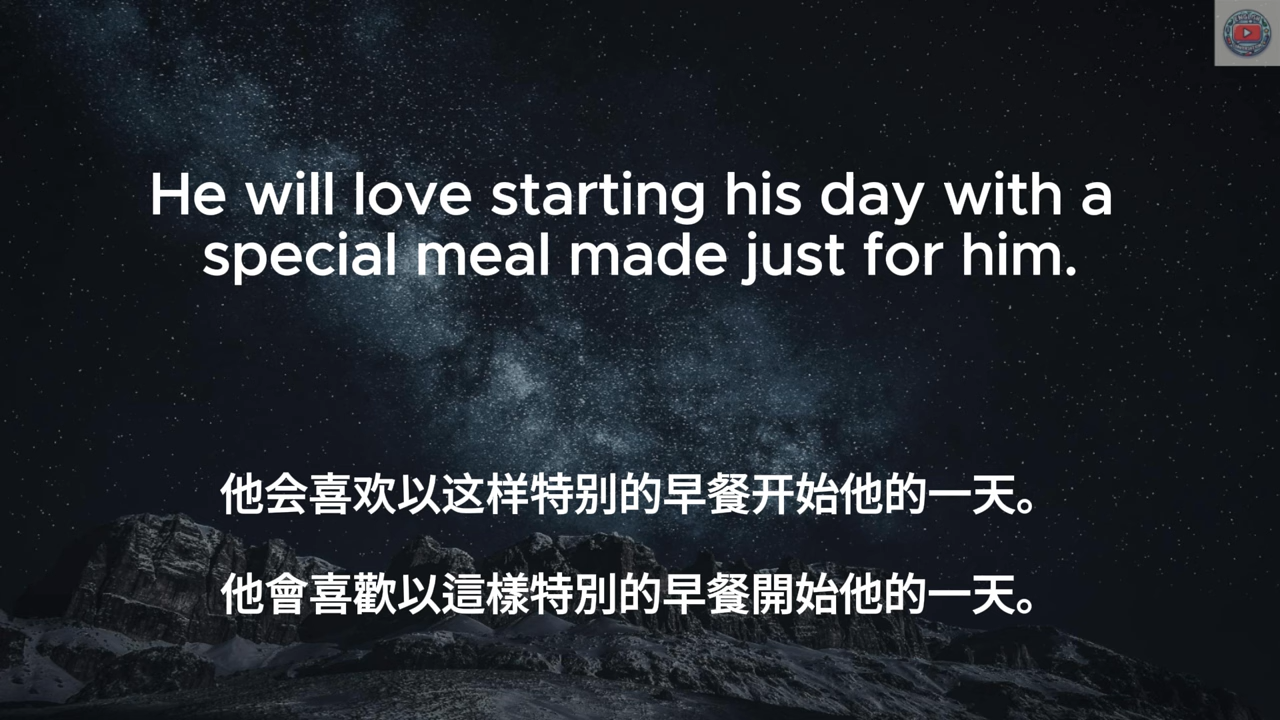 He will love starting his day with a
special meal made just for him.
他会喜欢以这样特别的早餐开始他的一天。
他會喜歡以這樣特別的早餐開始他的一天。